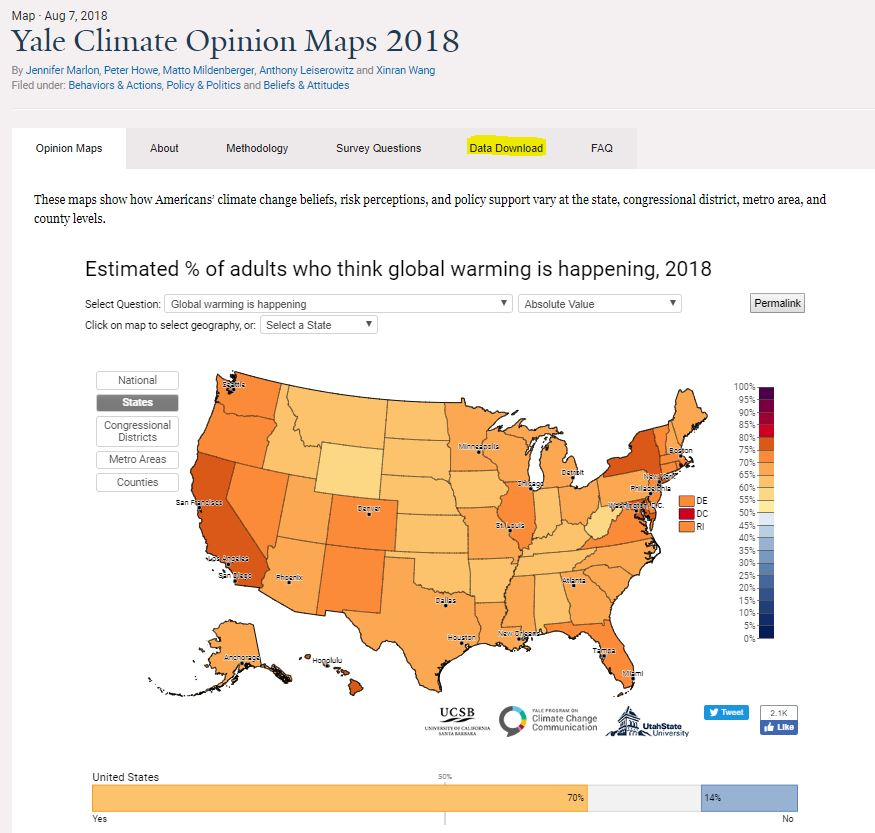 Map · Aug 7, 2018
Yale Climate Opinion Maps 2018
By Jennifer Marlon, Peter Howe, Matto Mildenberger, Anthony Leiserowitz and Xinran Wang
Filed under: Behaviors & Actions, Policy & Politics and Beliefs & Attitudes
Opinion Maps About Methodology Survey Questions Data Download FAQ
These maps show how Americans' climate change beliefs, risk perceptions, and policy support vary at the state, congressional district, metro area, and
county levels.
Estimated % of adults who think global warming is happening, 2018
Select Question: Global warming is happening Absolute Value Permalink
Click on map to select geography, or: Select a State
National
States
Congressional
Districts
Metro Areas
Counties
Seattle
Minneapolis
Boston
Detroit
New York
Chicago
Philadelphia
San Francisco
Denver
Washington, D.C.
St. Louis
Los Angeles
San Diego
Phoenix
Atlanta
Dallas
Houston
New Orleans
Tampa
Miami
Anchorage
Honolulu
100%
95%
90%
85%
80%
75%
70%
65%
60%
55%
50%
45%
40%
35%
30%
25%
20%
15%
10%
5%
0%
DE
DC
RI
UCSB
UNIVERSITY OF CALIFORNIA
SANTA BARBARA
YALE PROGRAM ON
Climate Change
Communication
UtahState
University
Tweet
2.1K
Like
United States
50%
70% 14%
Yes No